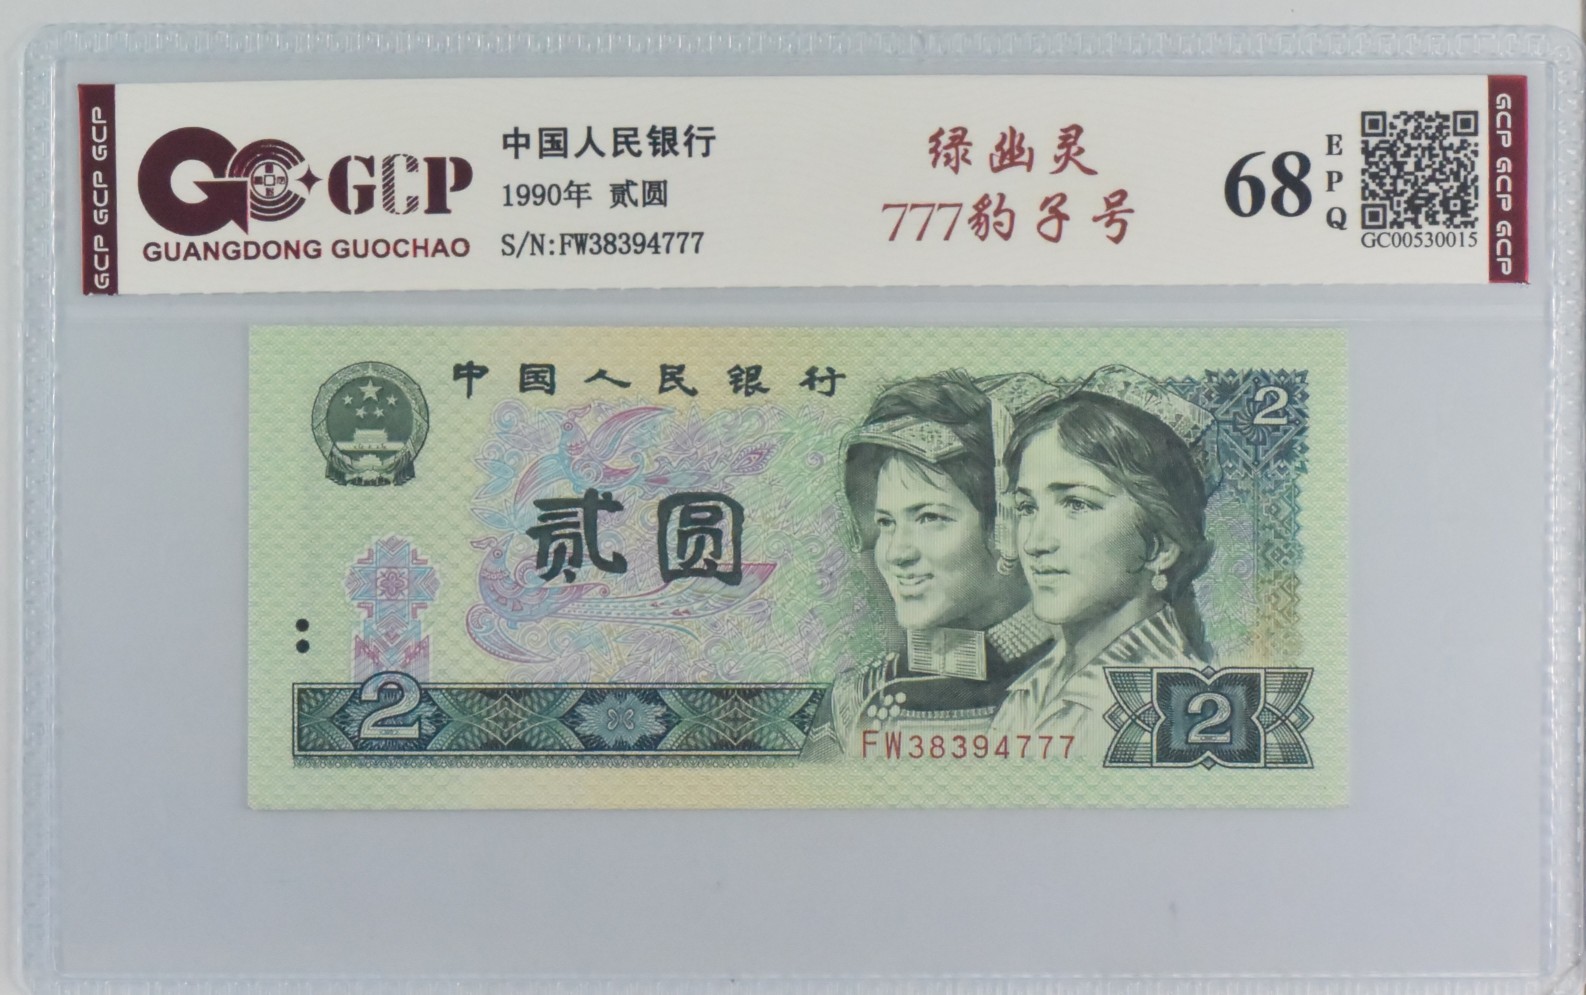 GCP GCP GCP
GCP
GUANGDONG GUOCHAO
中国人民银行
1990年 贰圆
S/N:FW38394777
绿幽灵
777豹子号
68
EPQ
GC00530015
GCP GCP GCP
中国人民银行
2
贰圆
2
FW38394777
2